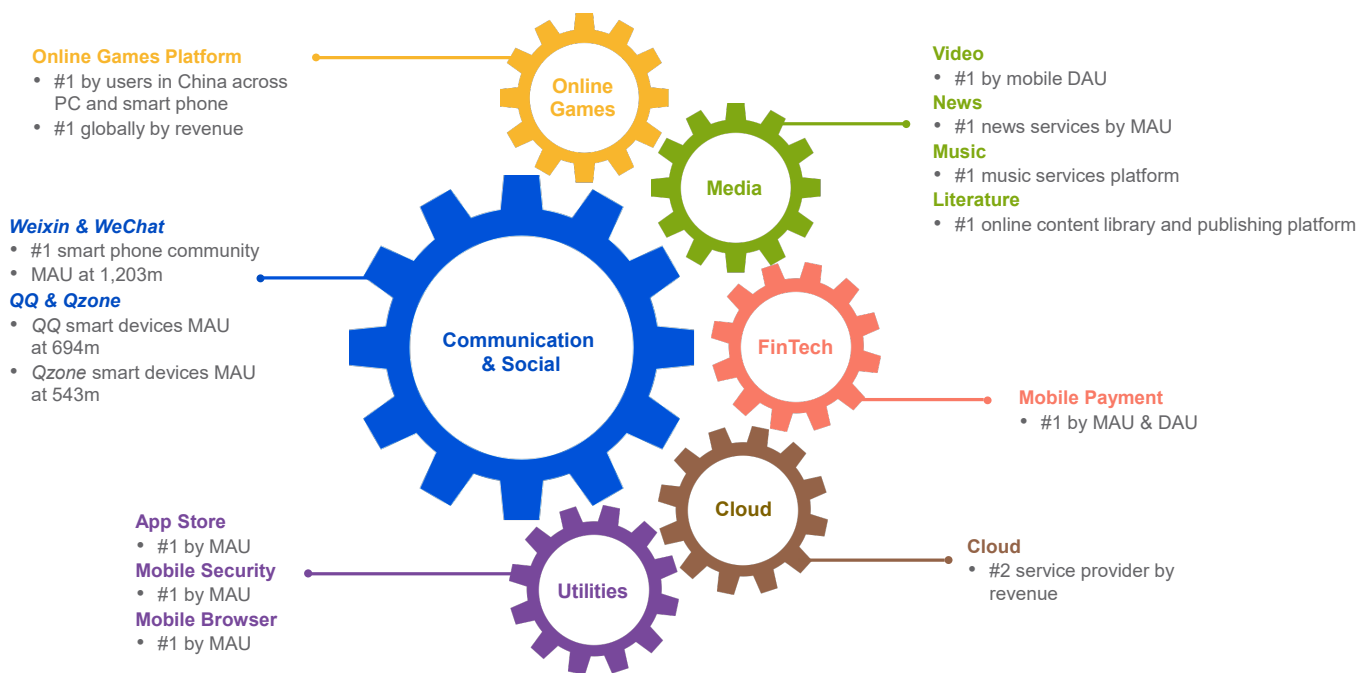 Online Games Platform
• #1 by users in China across
PC and smart phone
• #1 globally by revenue
Online
Games
Video
• #1 by mobile DAU
News
• #1 news services by MAU
Music
• #1 music services platform
Literature
• #1 online content library and publishing platform
Media
Weixin & WeChat
• #1 smart phone community
• MAU at 1,203m
QQ & Qzone
• QQ smart devices MAU
at 694m
• Qzone smart devices MAU
at 543m
Communication
& Social
FinTech
Mobile Payment
• #1 by MAU & DAU
Cloud
Cloud
• #2 service provider by
revenue
App Store
• #1 by MAU
Mobile Security
• #1 by MAU
Mobile Browser
• #1 by MAU
Utilities